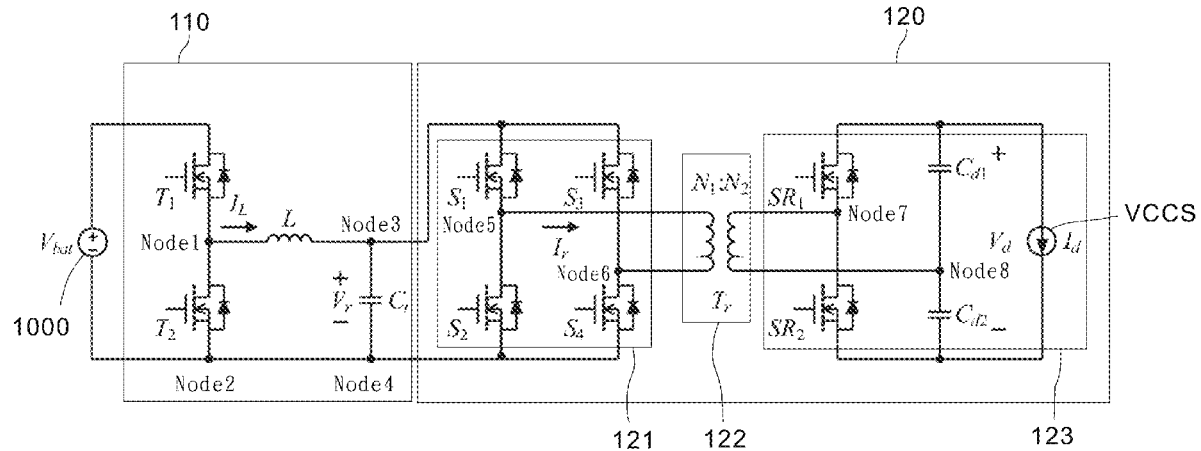 110
120
T1
IL
L
Node3
Node1
Vbat
1000
T2
Vr
+
−
Node2
Node4
S1
S3
Node5
Ir
Node6
S2
S4
121
N1:N2
Tr
122
SR1
Node7
Cd1
+
VCCS
Vd
Id
Node8
SR2
Cd2
−
123